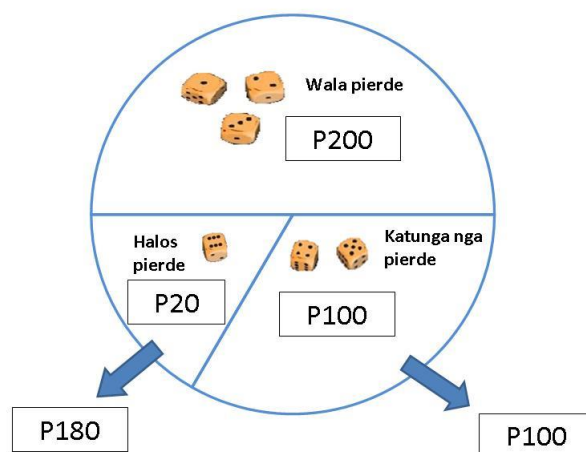 Wala pierde
P200
Halos
pierde
P20
Katunga nga
pierde
P100
P180
P100